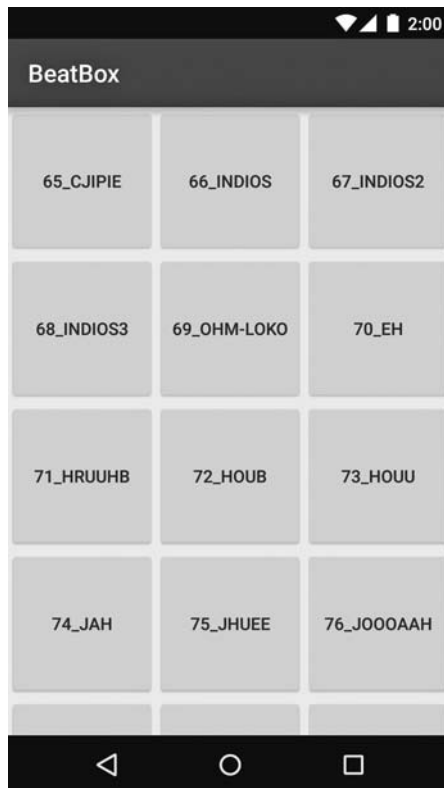 2:00
BeatBox
65_CJIPIE 66_INDIOS 67_INDIOS2
68_INDIOS3 69_OHM-LOKO 70_EH
71_HRUUHB 72_HOUB 73_HOUU
74_JAH 75_JHUEE 76_JOOOAAH